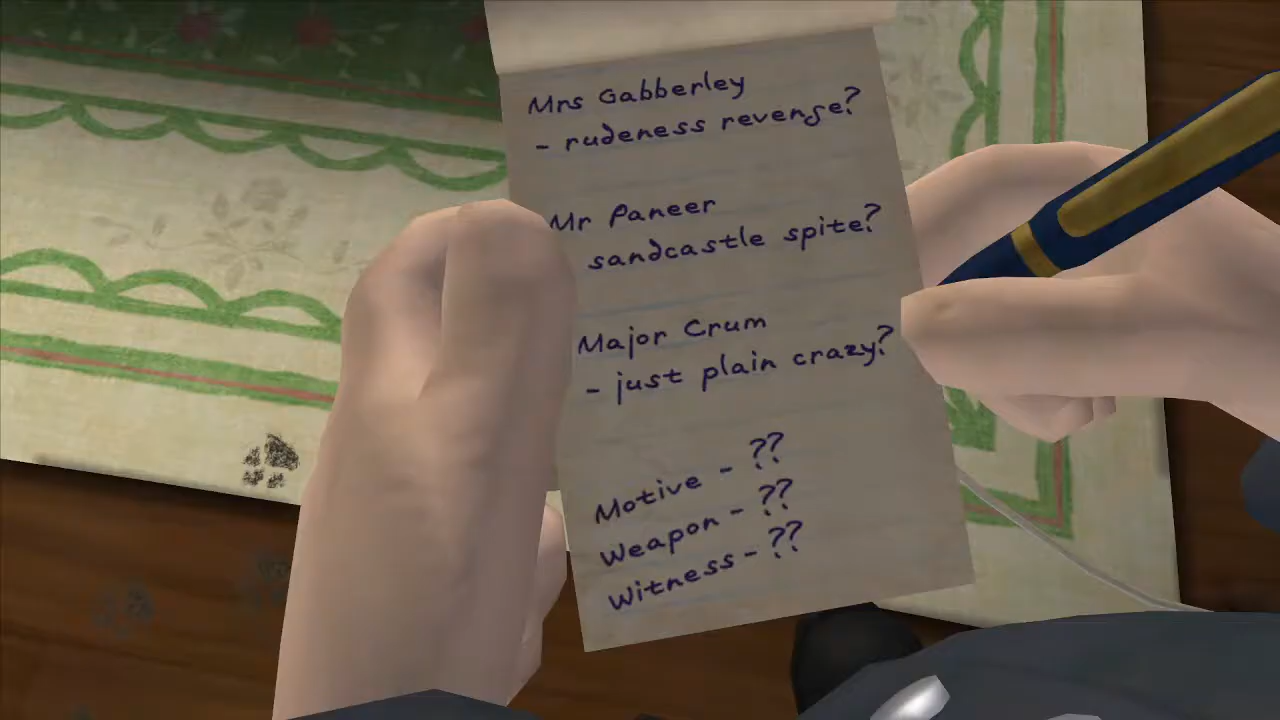 Mrs Gabberley
- rudeness revenge?
Mr Paneer
sandcastle spite?
Major Crum
- just plain crazy?
Motive - ??
Weapon - ??
Witness - ??